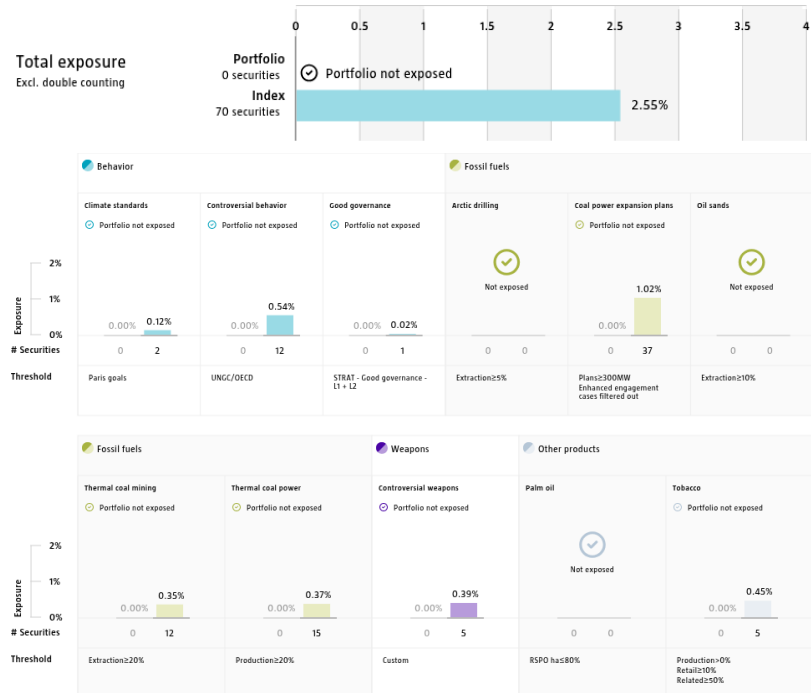 0 0.5 1 1.5 2 2.5 3 3.5 4
Total exposure
Excl. double counting
Portfolio
0 securities
Portfolio not exposed
Index
70 securities
2.55%
Behavior
Fossil fuels
Climate standards
Controversial behavior
Good governance
Arctic drilling
Coal power expansion plans
Oil sands
Portfolio not exposed
Portfolio not exposed
Portfolio not exposed
Not exposed
Portfolio not exposed
Not exposed
Exposure
2%
1%
0%
0.00% 0.12%
0.00% 0.54%
0.00% 0.02%
0.00% 1.02%
# Securities 0 2 0 12 0 1 0 0 0 37 0 0
Threshold
Paris goals
UNGC/OECD
STRAT - Good governance -
L1 + L2
Extraction≥5%
Plans≥300MW
Enhanced engagement
cases filtered out
Extraction≥10%
Fossil fuels
Weapons
Other products
Thermal coal mining
Thermal coal power
Controversial weapons
Palm oil
Tobacco
Portfolio not exposed
Portfolio not exposed
Portfolio not exposed
Not exposed
Portfolio not exposed
Exposure
2%
1%
0%
0.00% 0.35%
0.00% 0.37%
0.00% 0.39%
0.00% 0.45%
# Securities 0 12 0 15 0 5 0 0 0 5
Threshold
Extraction≥20%
Production≥20%
Custom
RSPO ha≤80%
Production>0%
Retail≥10%
Related≥50%